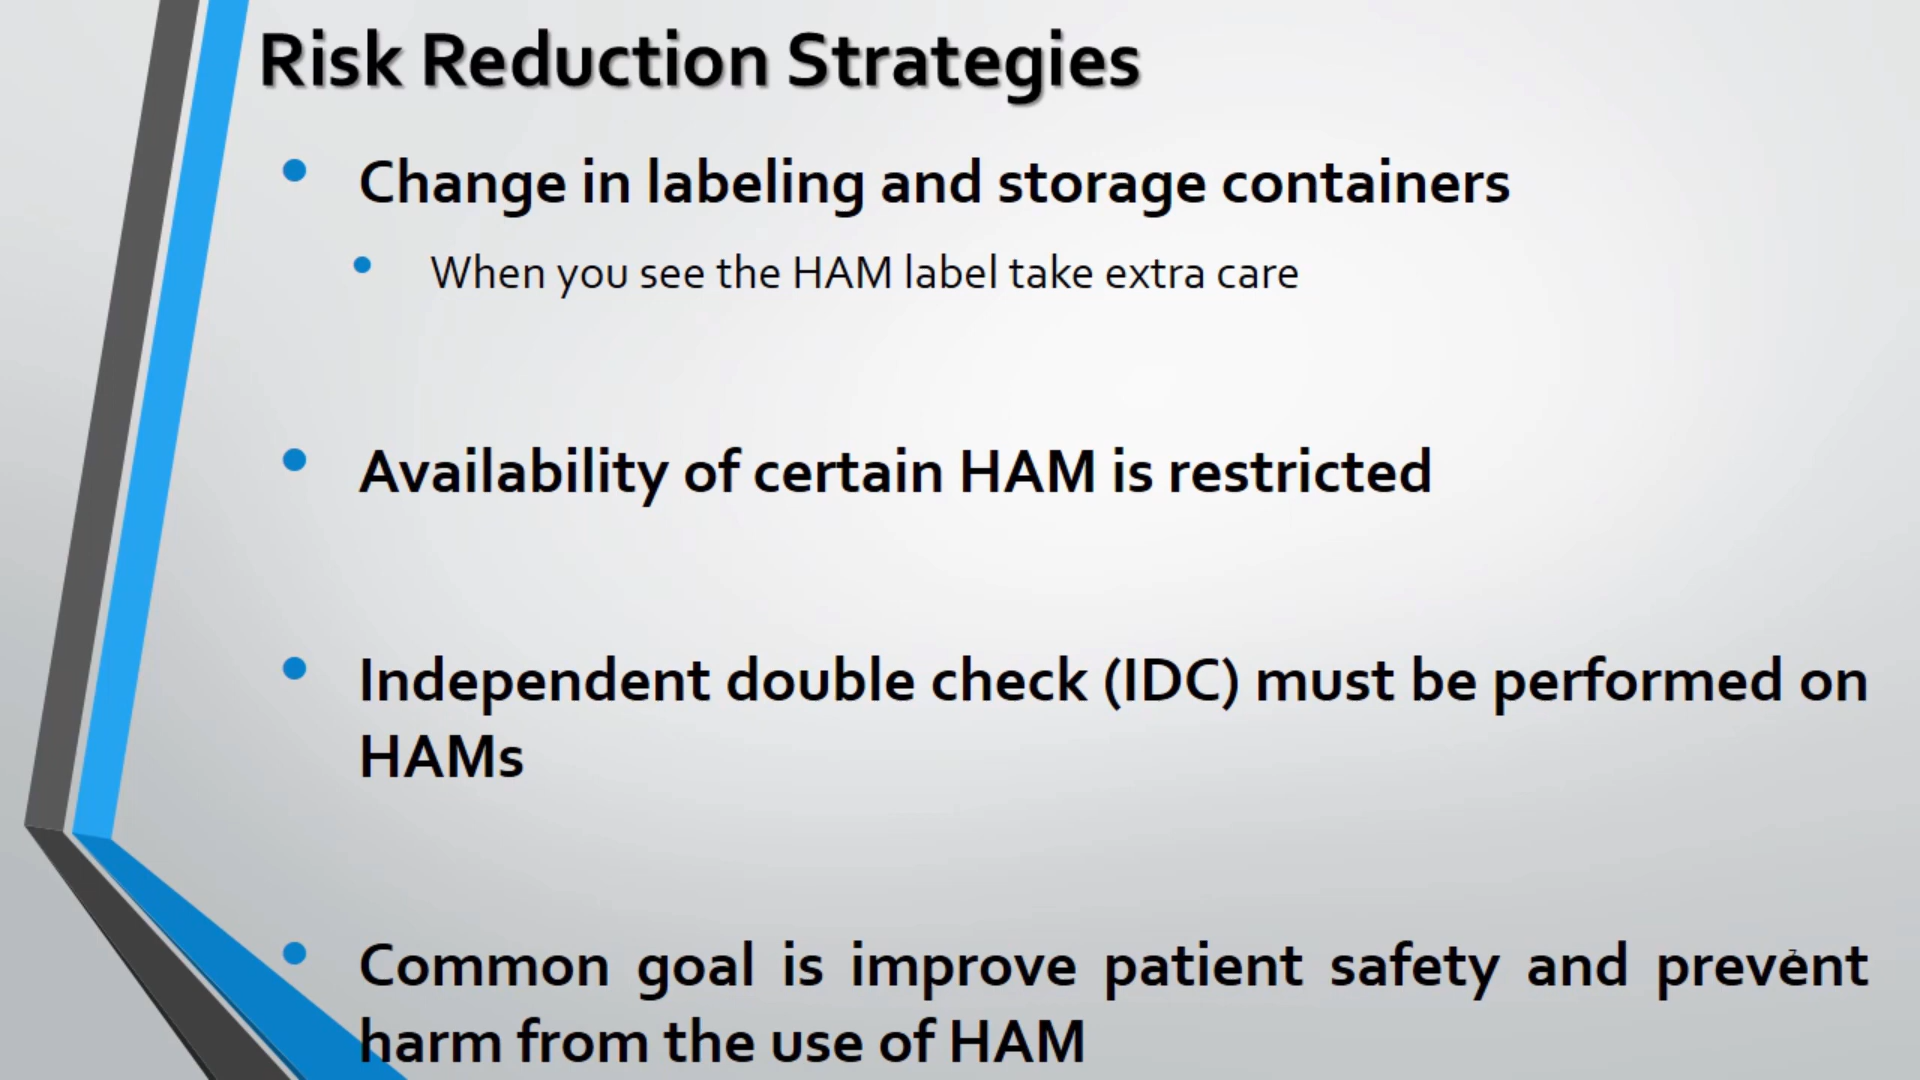 Risk Reduction Strategies
Change in labeling and storage containers
When you see the HAM label take extra care
Availability of certain HAM is restricted
Independent double check (IDC) must be performed on
HAMs
Common goal is improve patient safety and prevent
harm from the use of HAM